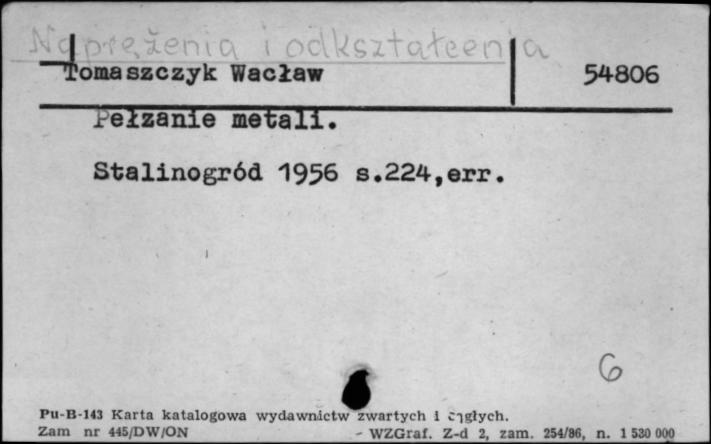 Naprężenia i odkształcenia
Tomaszczyk Wacław 54806
Pełzanie metali.
Stalinogród 1956 s.224,err.
6
Pu-B-143 Karta katalogowa wydawnictw zwartych i ciągłych.
Zam nr 445/DW/ON - WZGraf. Z-d 2, zam. 254/86, n. 1 530 000